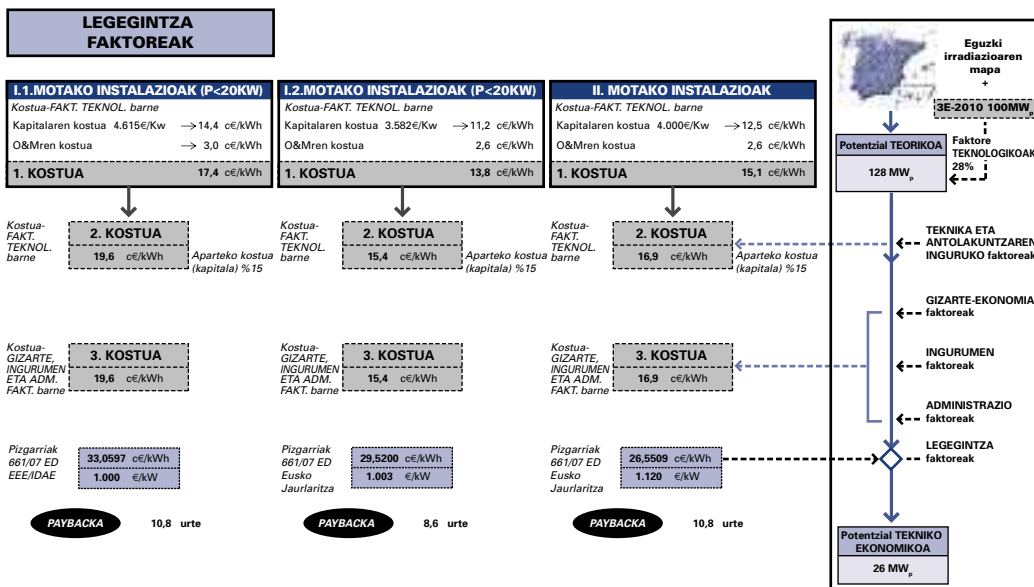 LEGEGINTZA
FAKTOREAK
I.1.MOTAKO INSTALAZIOAK (P<20KW)
Kostua-FAKT. TEKNOL. barne
Kapitalaren kostua 4.615€/Kw → 14,4 c€/kWh
O&Mren kostua → 3,0 c€/kWh
1. KOSTUA 17,4 c€/kWh
Kostua-
FAKT.
TEKNOL.
barne
2. KOSTUA
19,6 c€/kWh
Aparteko kostua
(kapitala) %15
Kostua-
GIZARTE,
INGURUMEN
ETA ADM.
FAKT. barne
3. KOSTUA
19,6 c€/kWh
Pizgarriak
661/07 ED
EEE/IDAE
33,0597 c€/kWh
1.000 €/kW
PAYBACKA 10,8 urte
I.2.MOTAKO INSTALAZIOAK (P<20KW)
Kostua-FAKT. TEKNOL. barne
Kapitalaren kostua 3.582€/Kw → 11,2 c€/kWh
O&Mren kostua 2,6 c€/kWh
1. KOSTUA 13,8 c€/kWh
Kostua-
FAKT.
TEKNOL.
barne
2. KOSTUA
15,4 c€/kWh
Aparteko kostua
(kapitala) %15
Kostua-
GIZARTE,
INGURUMEN
ETA ADM.
FAKT. barne
3. KOSTUA
15,4 c€/kWh
Pizgarriak
661/07 ED
Eusko
Jaurlaritza
29,5200 c€/kWh
1.003 €/kW
PAYBACKA 8,6 urte
II. MOTAKO INSTALAZIOAK
Kostua-FAKT. TEKNOL. barne
Kapitalaren kostua 4.000€/Kw → 12,5 c€/kWh
O&Mren kostua 2,6 c€/kWh
1. KOSTUA 15,1 c€/kWh
Kostua-
FAKT.
TEKNOL.
barne
2. KOSTUA
16,9 c€/kWh
Aparteko kostua
(kapitala) %15
Kostua-
GIZARTE,
INGURUMEN
ETA ADM.
FAKT. barne
3. KOSTUA
16,9 c€/kWh
Pizgarriak
661/07 ED
Eusko
Jaurlaritza
26,5509 c€/kWh
1.120 €/kW
PAYBACKA 10,8 urte
Eguzki
irradiazioaren
mapa
+
3E-2010 100MWp
Potentzial TEORIKOA
128 MWp
Faktore
TEKNOLOGIKOAK
28%
TEKNIKA ETA
ANTOLAKUNTZAREN
INGURUKO faktoreak
GIZARTE-EKONOMIA
faktoreak
INGURUMEN
faktoreak
ADMINISTRAZIO
faktoreak
LEGEGINTZA
faktoreak
Potentzial TEKNIKO
EKONOMIKOA
26 MWp